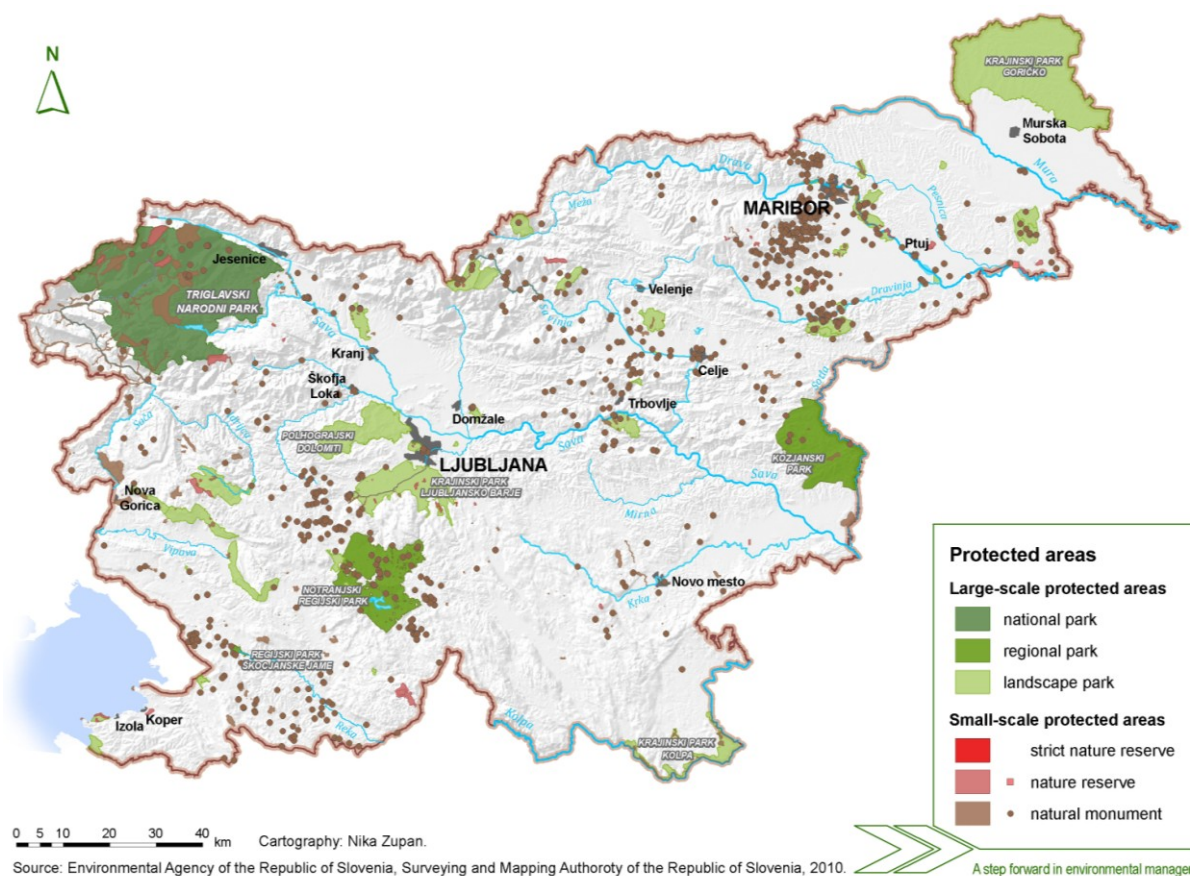 N
KRAJINSKI PARK
GORIČKO
Murska
Sobota
Mura
Drava
Meža
MARIBOR
Pesnica
Ptuj
Jesenice
TRIGLAVSKI
NARODNI PARK
Velenje
Dravinja
Savinja
Sava
Kranj
Celje
Škofja
Loka
Sotla
Soča
Idrijca
Domžale
Trbovlje
POLHOGRAJSKI
DOLOMITI
Sava
LJUBLJANA
KOZJANSKI
PARK
KRAJINSKI PARK
LJUBLJANSKO BARJE
Sava
Nova
Gorica
Mirna
Vipava
Novo mesto
NOTRANJSKI
REGIJSKI PARK
Krka
REGIJSKI PARK
ŠKOCJANSKE JAME
Izola
Koper
Reka
Kolpa
KRAJINSKI PARK
KOLPA
Protected areas
Large-scale protected areas
national park
regional park
landscape park
Small-scale protected areas
strict nature reserve
nature reserve
natural monument
0 5 10 20 30 40 km
Cartography: Nika Zupan.
Source: Environmental Agency of the Republic of Slovenia, Surveying and Mapping Authoroty of the Republic of Slovenia, 2010.
A step forward in environmental manager